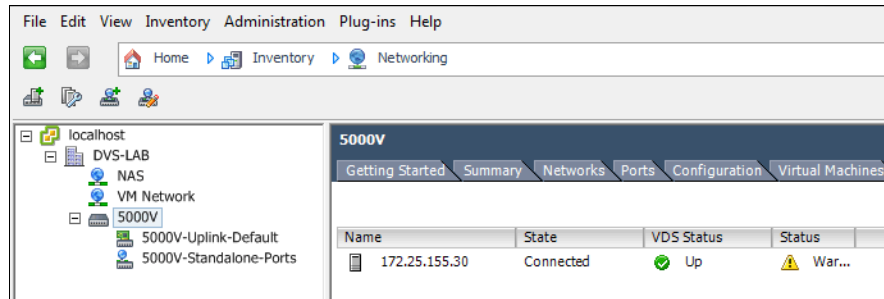 File Edit View Inventory Administration Plug-ins Help
Home Inventory Networking
localhost
DVS-LAB
NAS
VM Network
5000V
5000V-Uplink-Default
5000V-Standalone-Ports
5000V
Getting Started Summary Networks Ports Configuration Virtual Machines
Name State VDS Status Status
172.25.155.30 Connected Up War...